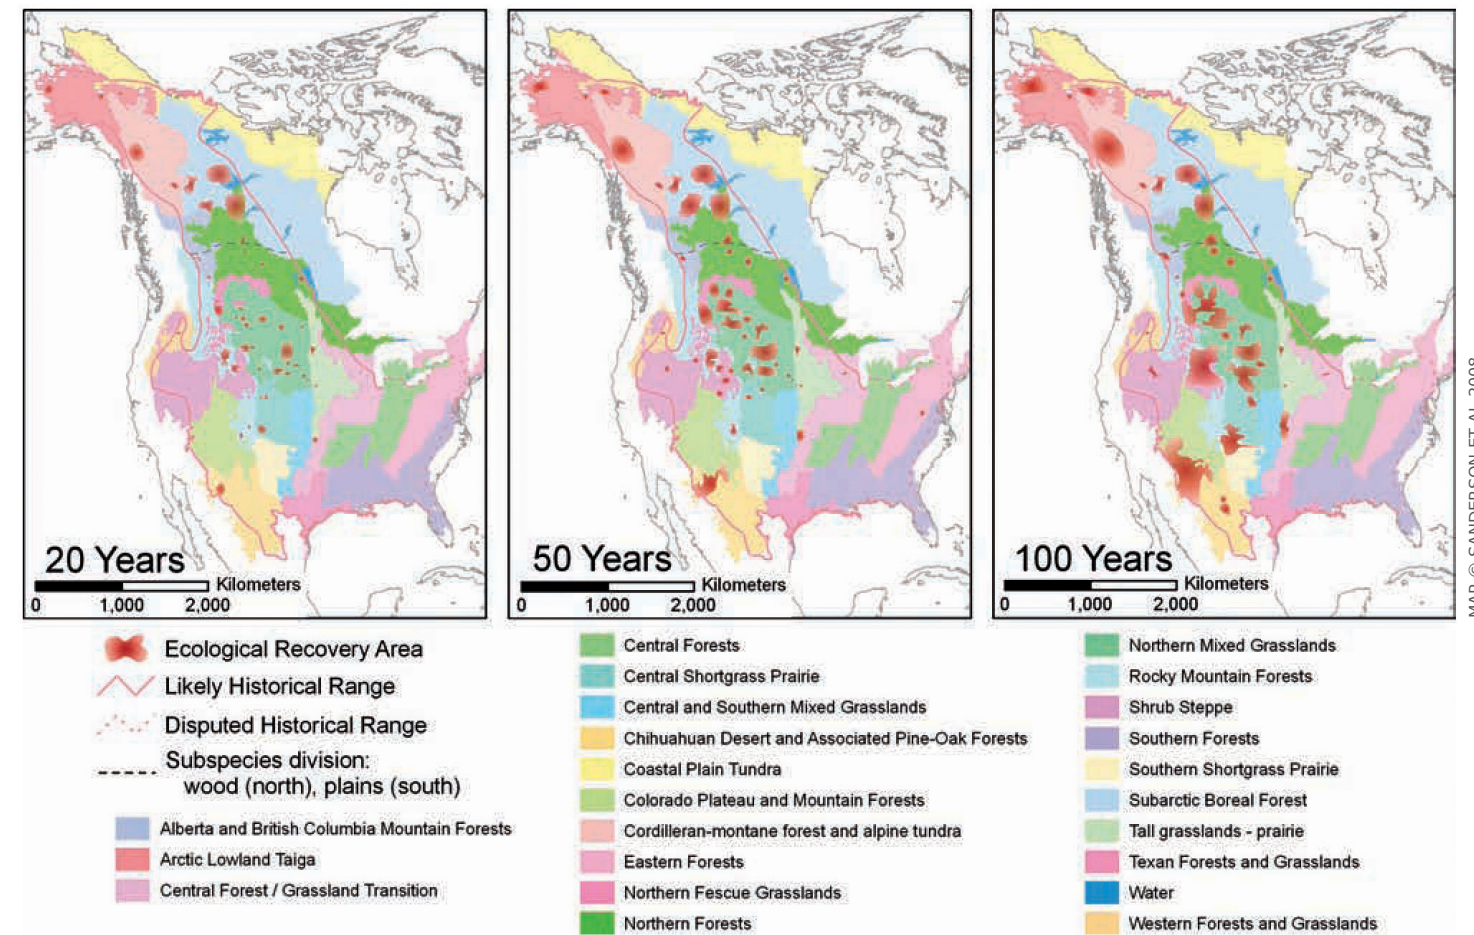 20 Years
Kilometers
0 1,000 2,000
50 Years
Kilometers
0 1,000 2,000
100 Years
Kilometers
0 1,000 2,000
MAP © SANDERSON ET AL 2008
Ecological Recovery Area
Likely Historical Range
Disputed Historical Range
Subspecies division:
wood (north), plains (south)
Alberta and British Columbia Mountain Forests
Arctic Lowland Taiga
Central Forest / Grassland Transition
Central Forests
Central Shortgrass Prairie
Central and Southern Mixed Grasslands
Chihuahuan Desert and Associated Pine-Oak Forests
Coastal Plain Tundra
Colorado Plateau and Mountain Forests
Cordilleran-montane forest and alpine tundra
Eastern Forests
Northern Fescue Grasslands
Northern Forests
Northern Mixed Grasslands
Rocky Mountain Forests
Shrub Steppe
Southern Forests
Southern Shortgrass Prairie
Subarctic Boreal Forest
Tall grasslands - prairie
Texan Forests and Grasslands
Water
Western Forests and Grasslands